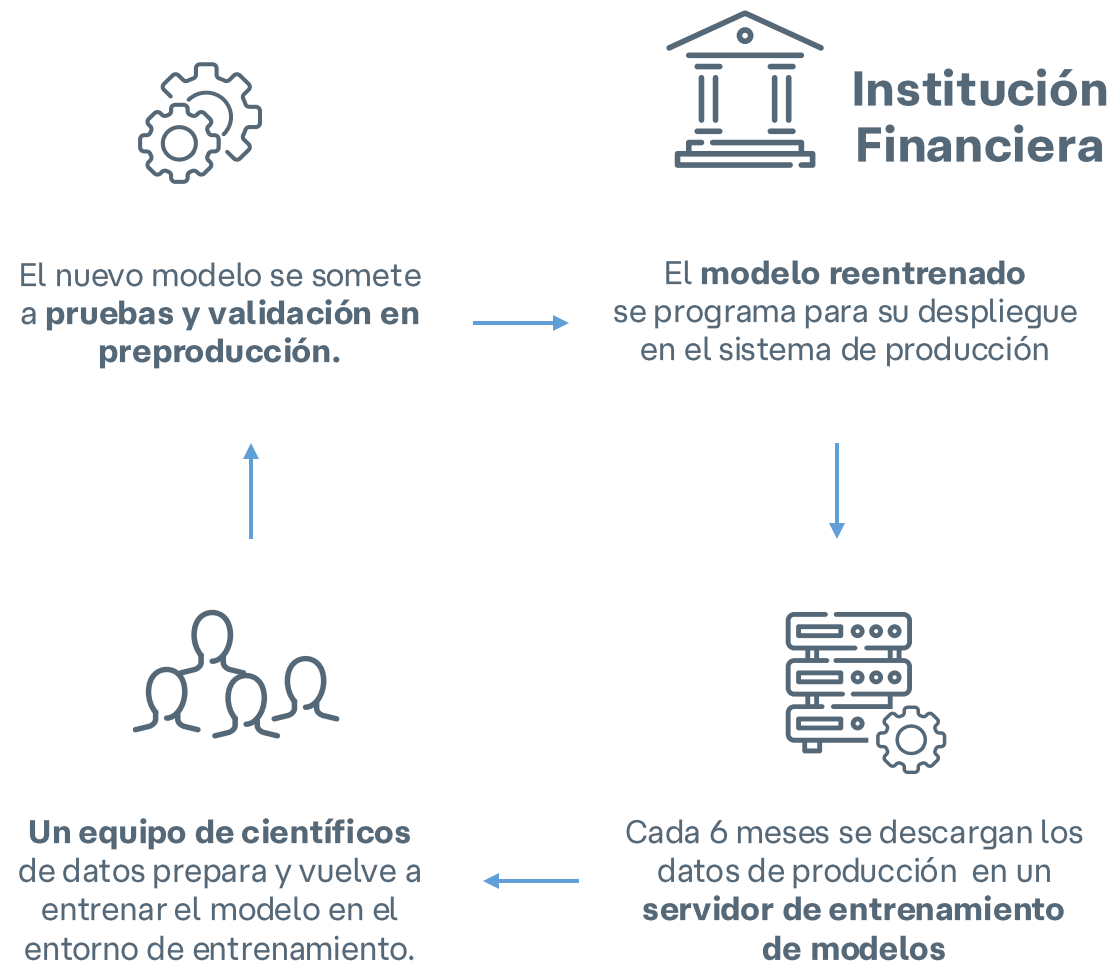 Institución
Financiera
El nuevo modelo se somete
a pruebas y validación en
preproducción.
El modelo reentrenado
se programa para su despliegue
en el sistema de producción
Un equipo de científicos
de datos prepara y vuelve a
entrenar el modelo en el
entorno de entrenamiento.
Cada 6 meses se descargan los
datos de producción en un
servidor de entrenamiento
de modelos